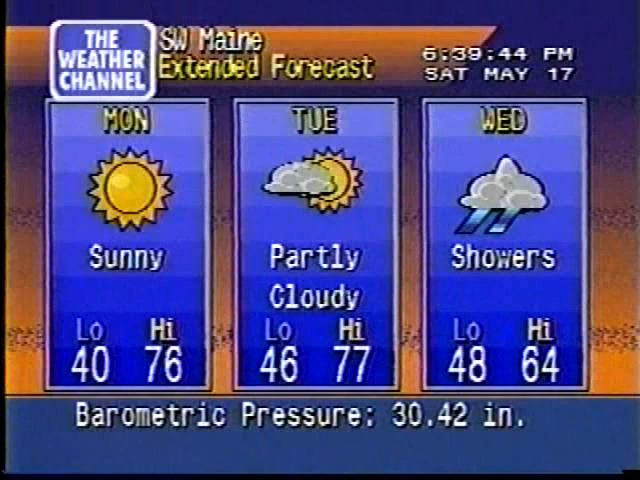 THE
WEATHER
CHANNEL
SW Maine
Extended Forecast
6:39:44 PM
SAT MAY 17
MON TUE WED
Sunny Partly Cloudy Showers
Lo Hi Lo Hi Lo Hi
40 76 46 77 48 64
Barometric Pressure: 30.42 in.